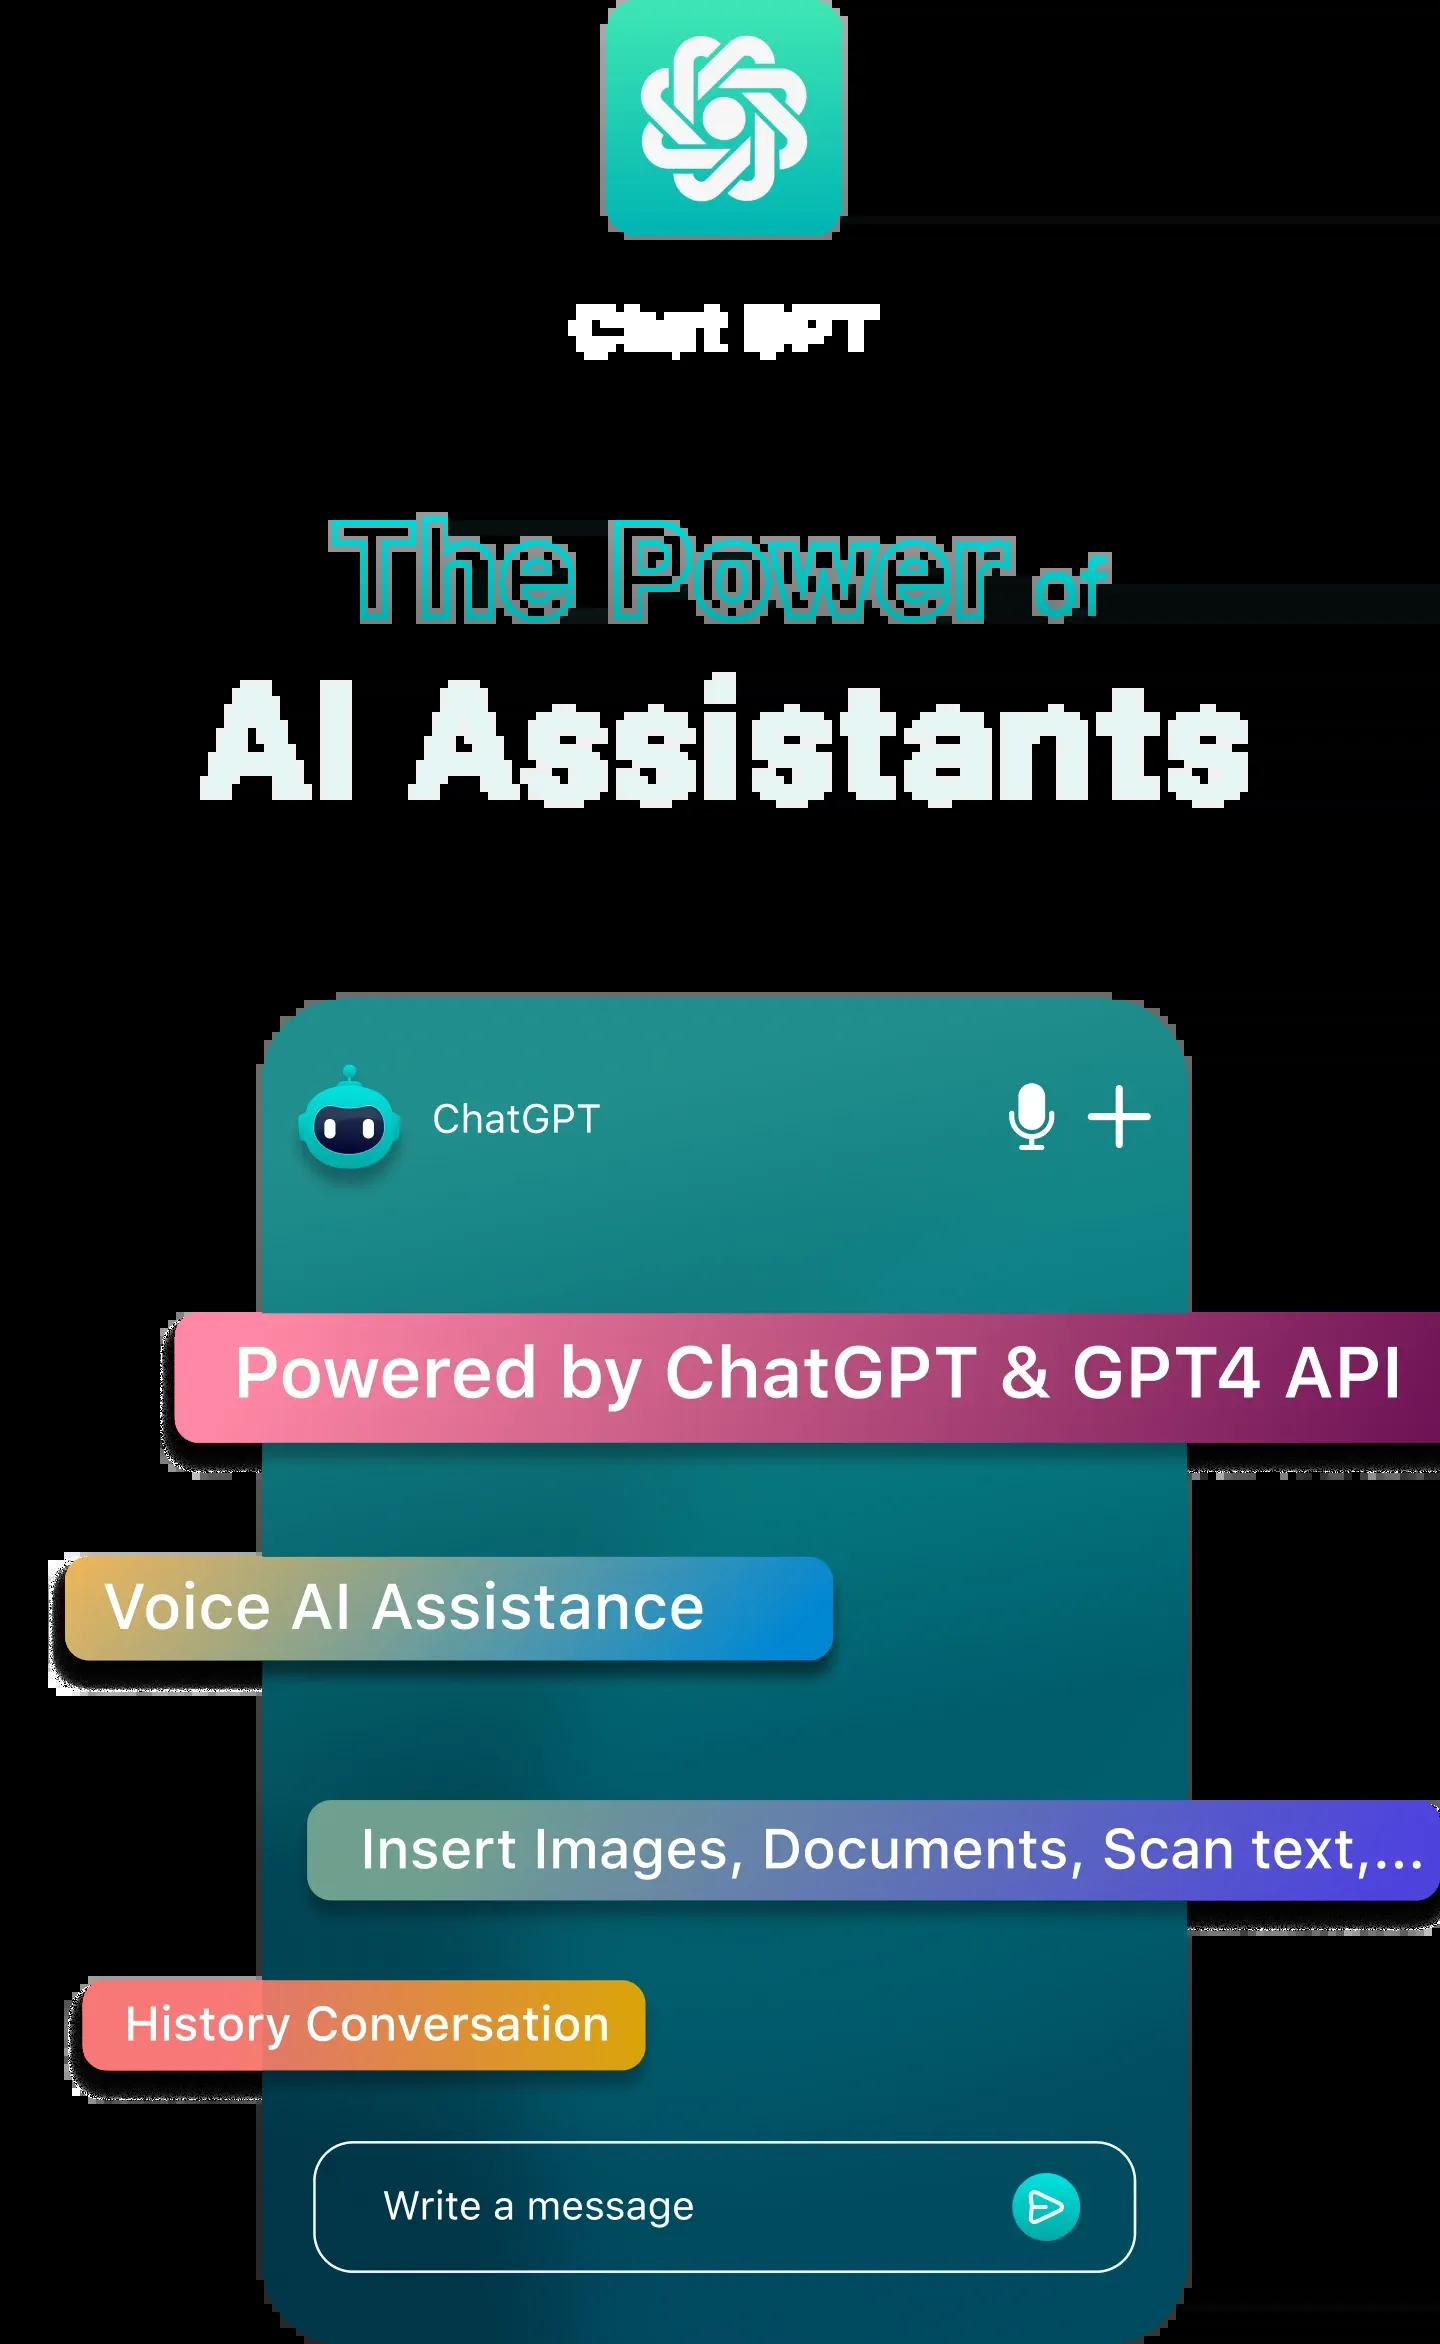 Chat GPT
The Power of
AI Assistants
ChatGPT
Powered by ChatGPT & GPT4 API
Voice AI Assistance
Insert Images, Documents, Scan text,...
History Conversation
Write a message